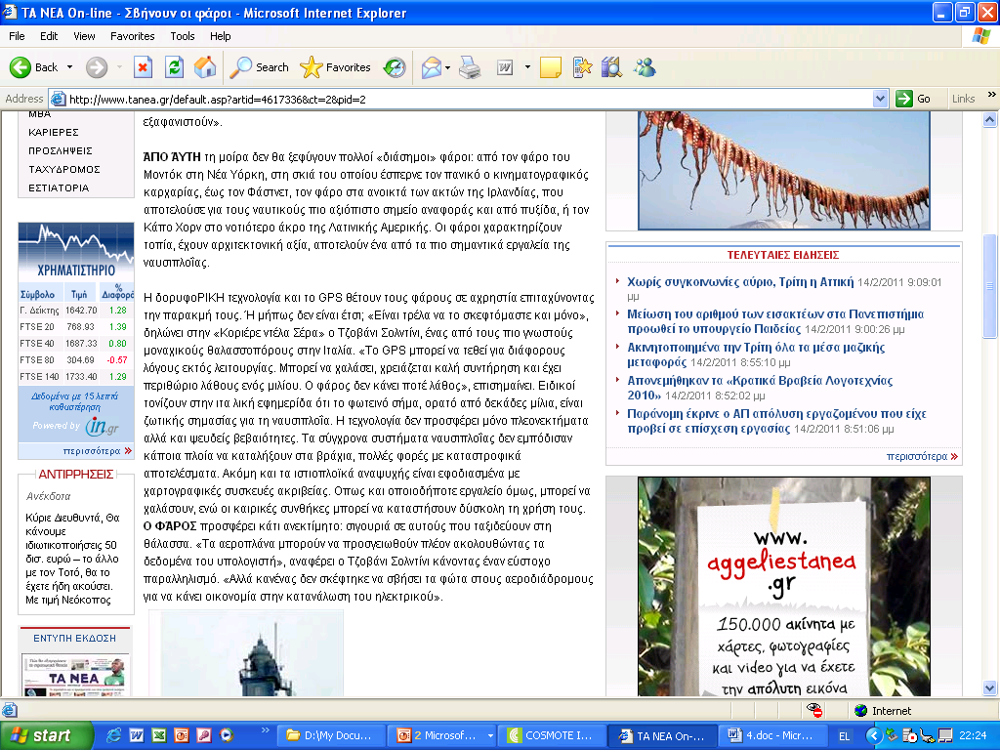 TA NEA On-line - Σβήνουν οι φάροι - Microsoft Internet Explorer
File Edit View Favorites Tools Help
Back Search Favorites
Address http://www.tanea.gr/default.asp?artid=4617336&ct=2&pid=2 Go Links »
MBA
ΚΑΡΙΕΡΕΣ
ΠΡΟΣΛΗΨΕΙΣ
ΤΑΧΥΔΡΟΜΟΣ
ΕΣΤΙΑΤΟΡΙΑ
ΧΡΗΜΑΤΙΣΤΗΡΙΟ
Σύμβολο Τιμή % Διαφορά
Γ. Δείκτης 1642.70 1.28
FTSE 20 768.93 1.39
FTSE 40 1687.33 0.80
FTSE 80 304.69 -0.57
FTSE 140 1733.40 1.29
Δεδομένα με 15 λεπτά
καθυστέρηση
Powered by in.gr
περισσότερα »
ΑΝΤΙΡΡΗΣΕΙΣ
Ανέκδοτα
Κύριε Διευθυντά, Θα
κάνουμε
ιδιωτικοποιήσεις 50
δισ. ευρώ – το άλλο
με τον Τοτό, θα το
έχετε ήδη ακούσει.
Με τιμή Νεόκοπος
ΕΝΤΥΠΗ ΕΚΔΟΣΗ
ΤΑ ΝΕΑ
εξαφανιστούν».
ΆΠΟ ΆΥΤΗ τη μοίρα δεν θα ξεφύγουν πολλοί «διάσημοι» φάροι: από τον φάρο του
Μοντόκ στη Νέα Υόρκη, στη σκιά του οποίου έσπερνε τον πανικό ο κινηματογραφικός
καρχαρίας, έως τον Φάστνετ, τον φάρο στα ανοικτά των ακτών της Ιρλανδίας, που
αποτελούσε για τους ναυτικούς πιο αξιόπιστο σημείο αναφοράς και από πυξίδα, ή τον
Κάπο Χορν στο νοτιότερο άκρο της Λατινικής Αμερικής. Οι φάροι χαρακτηρίζουν
τοπία, έχουν αρχιτεκτονική αξία, αποτελούν ένα από τα πιο σημαντικά εργαλεία της
ναυσιπλοΐας.
Η δορυφοΡΙΚΗ τεχνολογία και το GPS θέτουν τους φάρους σε αχρηστία επιταχύνοντας
την παρακμή τους. Ή μήπως δεν είναι έτσι; «Είναι τρέλα να το σκεφτόμαστε και μόνο»,
δηλώνει στην «Κοριέρε ντέλα Σέρα» ο Τζοβάνι Σολντίνι, ένας από τους πιο γνωστούς
μοναχικούς θαλασσοπόρους στην Ιταλία. «Το GPS μπορεί να τεθεί για διάφορους
λόγους εκτός λειτουργίας. Μπορεί να χαλάσει, χρειάζεται καλή συντήρηση και έχει
περιθώριο λάθους ενός μιλίου. Ο φάρος δεν κάνει ποτέ λάθος», επισημαίνει. Ειδικοί
τονίζουν στην ιτα λική εφημερίδα ότι το φωτεινό σήμα, ορατό από δεκάδες μίλια, είναι
ζωτικής σημασίας για τη ναυσιπλοΐα. Η τεχνολογία δεν προσφέρει μόνο πλεονεκτήματα
αλλά και ψευδείς βεβαιότητες. Τα σύγχρονα συστήματα ναυσιπλοΐας δεν εμπόδισαν
κάποια πλοία να καταλήξουν στα βράχια, πολλές φορές με καταστροφικά
αποτελέσματα. Ακόμη και τα ιστιοπλοϊκά αναψυχής είναι εφοδιασμένα με
χαρτογραφικές συσκευές ακριβείας. Οπως και οποιοδήποτε εργαλείο όμως, μπορεί να
χαλάσουν, ενώ οι καιρικές συνθήκες μπορεί να καταστήσουν δύσκολη τη χρήση τους.
Ο ΦΆΡΟΣ προσφέρει κάτι ανεκτίμητο: σιγουριά σε αυτούς που ταξιδεύουν στη
θάλασσα. «Τα αεροπλάνα μπορούν να προσγειωθούν πλέον ακολουθώντας τα
δεδομένα του υπολογιστή», αναφέρει ο Τζοβάνι Σολντίνι κάνοντας έναν εύστοχο
παραλληλισμό. «Αλλά κανένας δεν σκέφτηκε να σβήσει τα φώτα στους αεροδιάδρομους
για να κάνει οικονομία στην κατανάλωση του ηλεκτρικού».
ΤΕΛΕΥΤΑΙΕΣ ΕΙΔΗΣΕΙΣ
Χωρίς συγκοινωνίες αύριο, Τρίτη η Αττική 14/2/2011 9:09:01
μμ
Μείωση του αριθμού των εισακτέων στα Πανεπιστήμια
προωθεί το υπουργείο Παιδείας 14/2/2011 9:00:26 μμ
Ακινητοποιημένα την Τρίτη όλα τα μέσα μαζικής
μεταφοράς 14/2/2011 8:55:10 μμ
Απονεμήθηκαν τα «Κρατικά Βραβεία Λογοτεχνίας
2010» 14/2/2011 8:52:02 μμ
Παράνομη έκρινε ο ΑΠ απόλυση εργαζομένου που είχε
προβεί σε επίσχεση εργασίας 14/2/2011 8:51:06 μμ
περισσότερα »
www.
aggeliestanea
.gr
150.000 ακίνητα με
χάρτες, φωτογραφίες
και video για να έχετε
την απόλυτη εικόνα
Internet
start D:\My Docu... 2 Microsof... COSMOTE I... TA NEA On-... 4.doc - Micr... EL 22:24